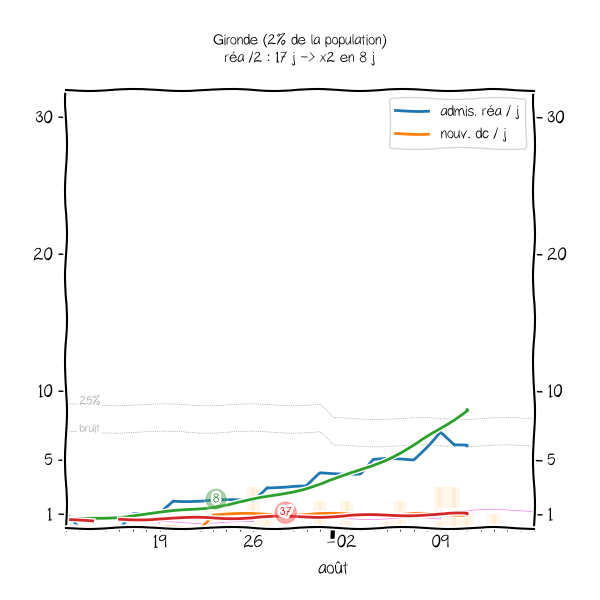 Gironde (2% de la population)
réa /2 : 17 j -> x2 en 8 j
admis. réa / j
nouv. dc / j
30 30
20 20
10 10
25%
bruit
5 5
8
37
1 1
19 26 02 09
août